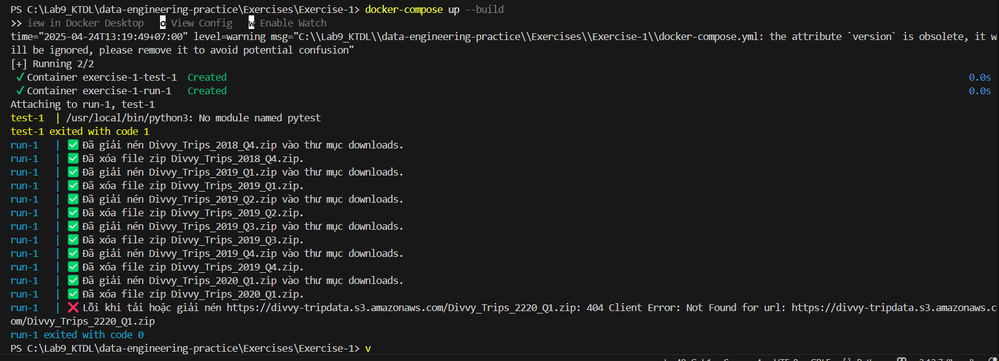 PS C:\Lab9_KTDL\data-engineering-practice\Exercises\Exercise-1> docker-compose up --build
>> iew in Docker Desktop   o View Config   w Enable Watch
time="2025-04-24T13:19:49+07:00" level=warning msg="C:\\Lab9_KTDL\\data-engineering-practice\\Exercises\\Exercise-1\\docker-compose.yml: the attribute `version` is obsolete, it w
ill be ignored, please remove it to avoid potential confusion"
[+] Running 2/2
✓ Container exercise-1-test-1  Created 0.0s
✓ Container exercise-1-run-1   Created 0.0s
Attaching to run-1, test-1
test-1  | /usr/local/bin/python3: No module named pytest
test-1 exited with code 1
run-1   | ✅ Đã giải nén Divvy_Trips_2018_Q4.zip vào thư mục downloads.
run-1   | ✅ Đã xóa file zip Divvy_Trips_2018_Q4.zip.
run-1   | ✅ Đã giải nén Divvy_Trips_2019_Q1.zip vào thư mục downloads.
run-1   | ✅ Đã xóa file zip Divvy_Trips_2019_Q1.zip.
run-1   | ✅ Đã giải nén Divvy_Trips_2019_Q2.zip vào thư mục downloads.
run-1   | ✅ Đã xóa file zip Divvy_Trips_2019_Q2.zip.
run-1   | ✅ Đã giải nén Divvy_Trips_2019_Q3.zip vào thư mục downloads.
run-1   | ✅ Đã xóa file zip Divvy_Trips_2019_Q3.zip.
run-1   | ✅ Đã giải nén Divvy_Trips_2019_Q4.zip vào thư mục downloads.
run-1   | ✅ Đã xóa file zip Divvy_Trips_2019_Q4.zip.
run-1   | ✅ Đã giải nén Divvy_Trips_2020_Q1.zip vào thư mục downloads.
run-1   | ✅ Đã xóa file zip Divvy_Trips_2020_Q1.zip.
run-1   | ❌ Lỗi khi tải hoặc giải nén https://divvy-tripdata.s3.amazonaws.com/Divvy_Trips_2220_Q1.zip: 404 Client Error: Not Found for url: https://divvy-tripdata.s3.amazonaws.c
om/Divvy_Trips_2220_Q1.zip
run-1 exited with code 0
PS C:\Lab9_KTDL\data-engineering-practice\Exercises\Exercise-1> v